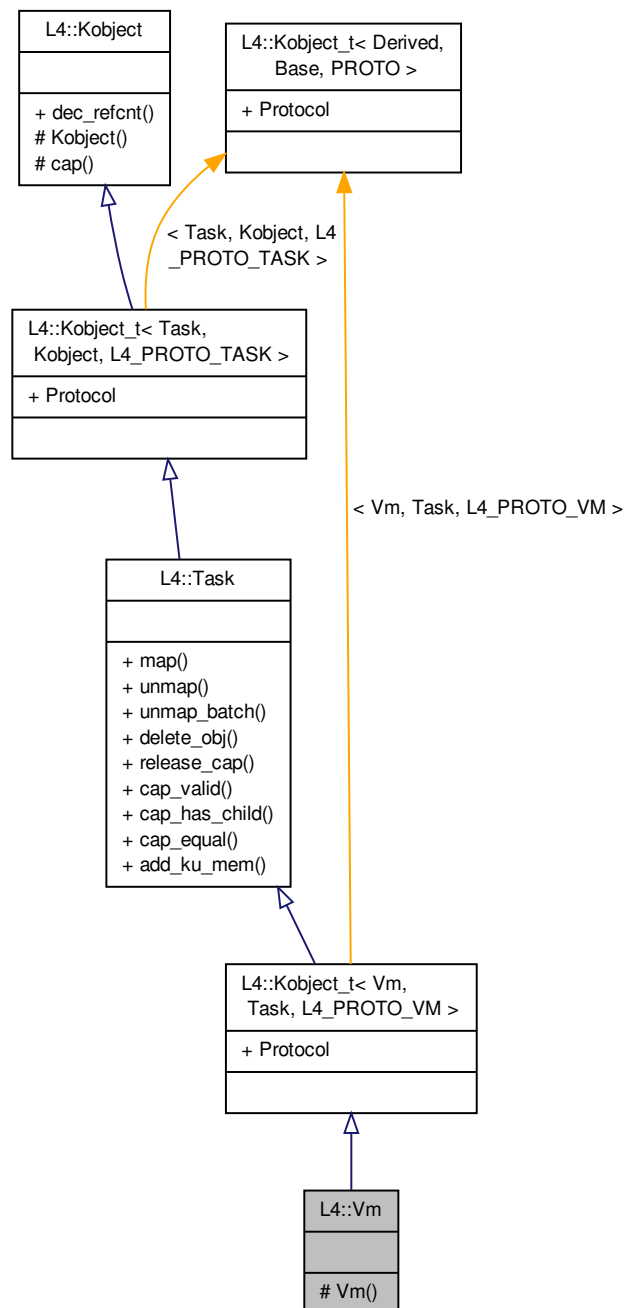 L4::Kobject
+ dec_refcnt()
# Kobject()
# cap()
L4::Kobject_t< Derived,
Base, PROTO >
+ Protocol
< Task, Kobject, L4
_PROTO_TASK >
L4::Kobject_t< Task,
Kobject, L4_PROTO_TASK >
+ Protocol
< Vm, Task, L4_PROTO_VM >
L4::Task
+ map()
+ unmap()
+ unmap_batch()
+ delete_obj()
+ release_cap()
+ cap_valid()
+ cap_has_child()
+ cap_equal()
+ add_ku_mem()
L4::Kobject_t< Vm,
Task, L4_PROTO_VM >
+ Protocol
L4::Vm
# Vm()